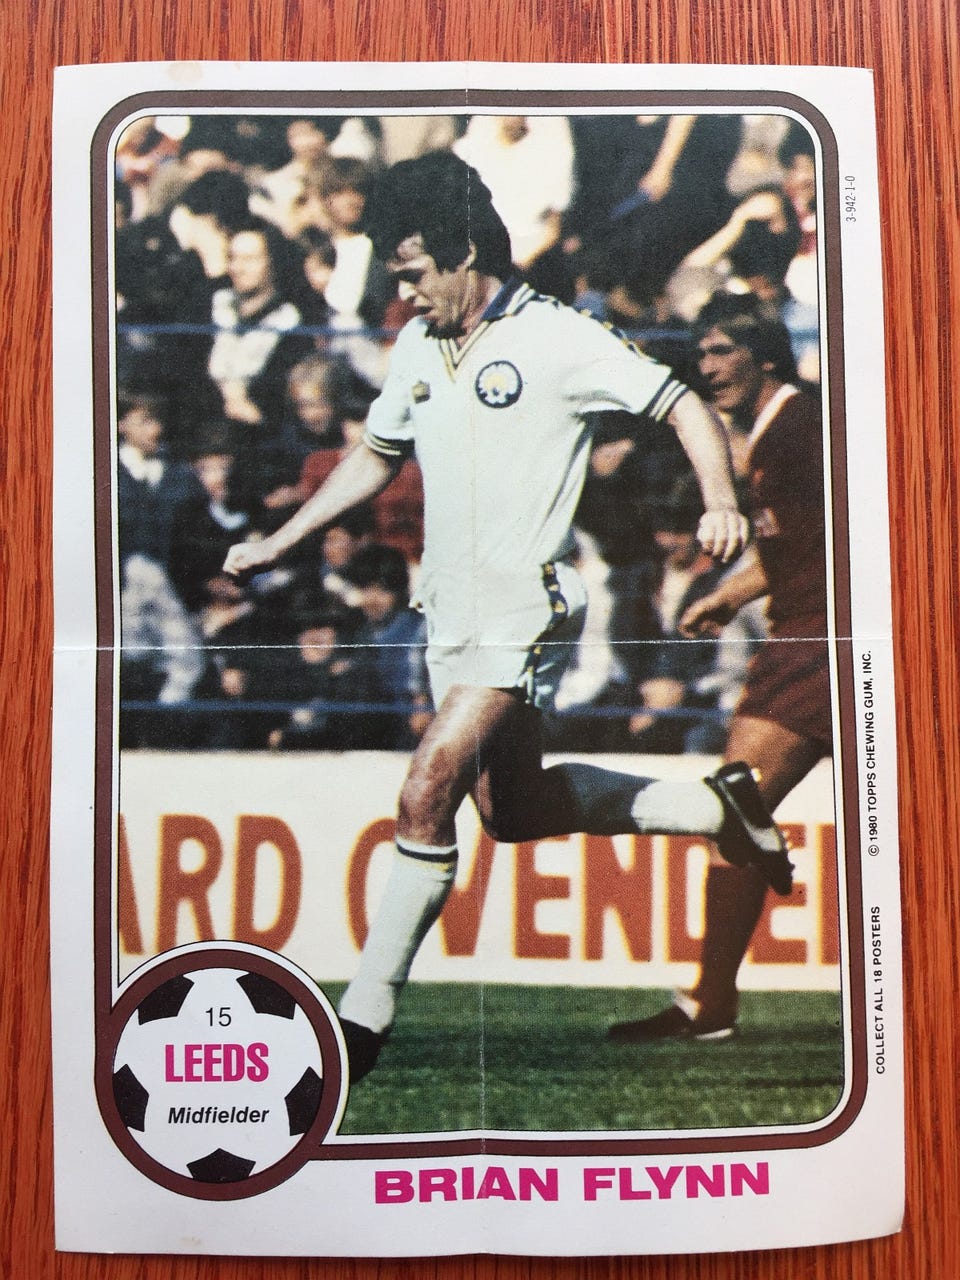 3-942-1-0
© 1980 TOPPS CHEWING GUM, INC.
COLLECT ALL 18 POSTERS
ARD OVENDEN
15
LEEDS
Midfielder
BRIAN FLYNN